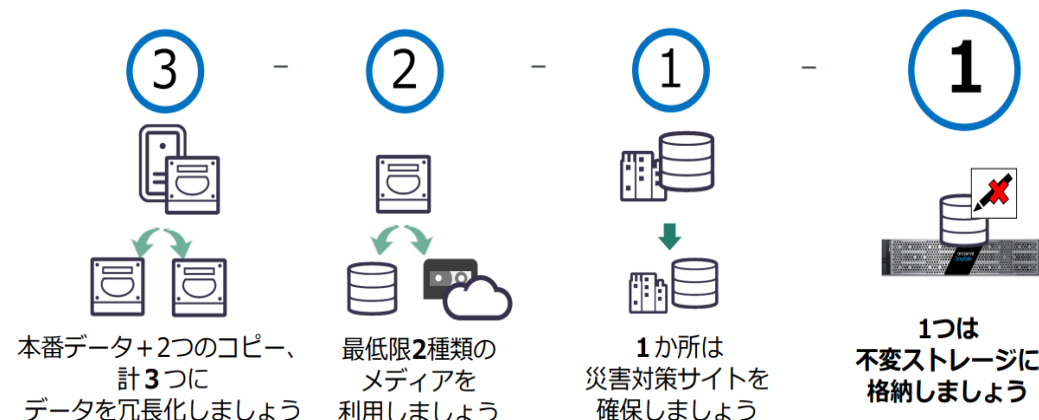 3 - 2 - 1 - 1
本番データ+2つのコピー、
計3つに
データを冗長化しましょう
最低限2種類の
メディアを
利用しましょう
1か所は
災害対策サイトを
確保しましょう
1つは
不変ストレージに
格納しましょう